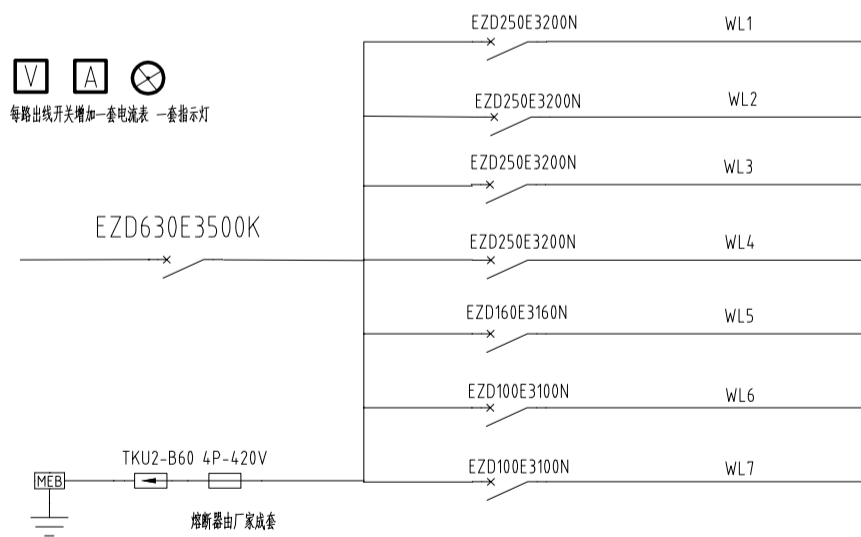 EZD250E3200N WL1
V A
每路出线开关增加一套电流表 一套指示灯
EZD250E3200N WL2
EZD250E3200N WL3
EZD630E3500K
EZD250E3200N WL4
EZD160E3160N WL5
EZD100E3100N WL6
TKU2-B60 4P-420V
EZD100E3100N WL7
MEB
熔断器由厂家成套